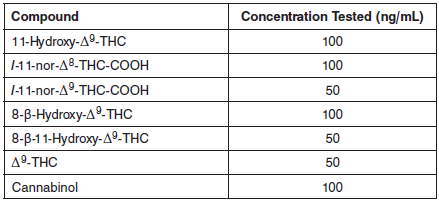 Compound Concentration Tested (ng/mL)
11-Hydroxy-Δ⁹-THC 100
l-11-nor-Δ⁸-THC-COOH 100
l-11-nor-Δ⁹-THC-COOH 50
8-β-Hydroxy-Δ⁹-THC 100
8-β-11-Hydroxy-Δ⁹-THC 50
Δ⁹-THC 50
Cannabinol 100